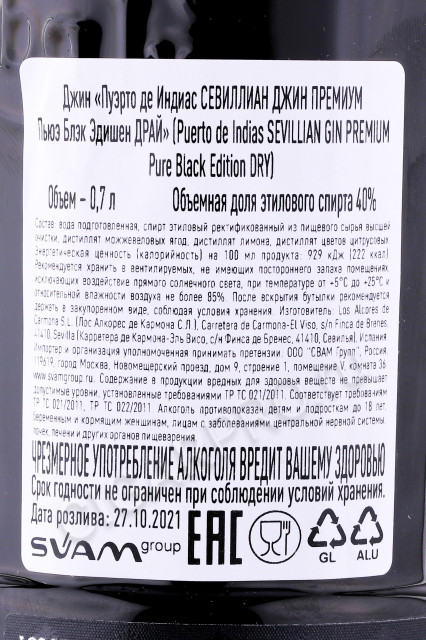 Джин «Пуэрто де Индиас СЕВИЛЛИАН ДЖИН ПРЕМИУМ
Пьюэ Блэк Эдишен ДРАЙ» (Puerto de Indias SEVILLIAN GIN PREMIUM
Pure Black Edition DRY)
Объем – 0,7 л Объемная доля этилового спирта 40%
Состав: вода подготовленная, спирт этиловый ректификованный из пищевого сырья высшей
очистки, дистиллят можжевеловых ягод, дистиллят лимона, дистиллят цветов цитрусовых
Энергетическая ценность (калорийность) на 100 мл продукта: 929 кДж (222 ккал)
Рекомендуется хранить в вентилируемых, не имеющих постороннего запаха помещениях,
исключающих воздействие прямого солнечного света, при температуре от +5°С до +25°С и
относительной влажности воздуха не более 85%. После вскрытия бутылки рекомендуется
держать в закупоренном виде, соблюдая условия хранения. Изготовитель: Los Alcores de
Carmona S.L. (Лос Алкорес де Кармона С.Л.), Carretera de Carmona-El Viso, s/n Finca de Brenes,
41410, Sevilla (Карретера де Кармона-Эль Висо, с/н Финса де Бренес, 41410, Севилья), Испания
Импортер и организация уполномоченная принимать претензии: ООО "СВАМ Групп", Россия,
119619, город Москва, Новомещерский проезд, дом 9, строение 1, помещение V, комната 36
www.svamgroup.ru. Содержание в продукции вредных для здоровья веществ не превышает
допустимые уровни, установленные требованиями ТР ТС 021/2011. Соответствует требованиям
ТР ТС 021/2011, ТР ТС 022/2011. Алкоголь противопоказан детям и подросткам до 18 лет,
беременным и кормящим женщинам, лицам с заболеваниями центральной нервной системы,
почек, печени и других органов пищеварения.
ЧРЕЗМЕРНОЕ УПОТРЕБЛЕНИЕ АЛКОГОЛЯ ВРЕДИТ ВАШЕМУ ЗДОРОВЬЮ
Срок годности не ограничен при соблюдении условий хранения.
Дата розлива: 27.10.2021
SVAM group EAC GL ALU